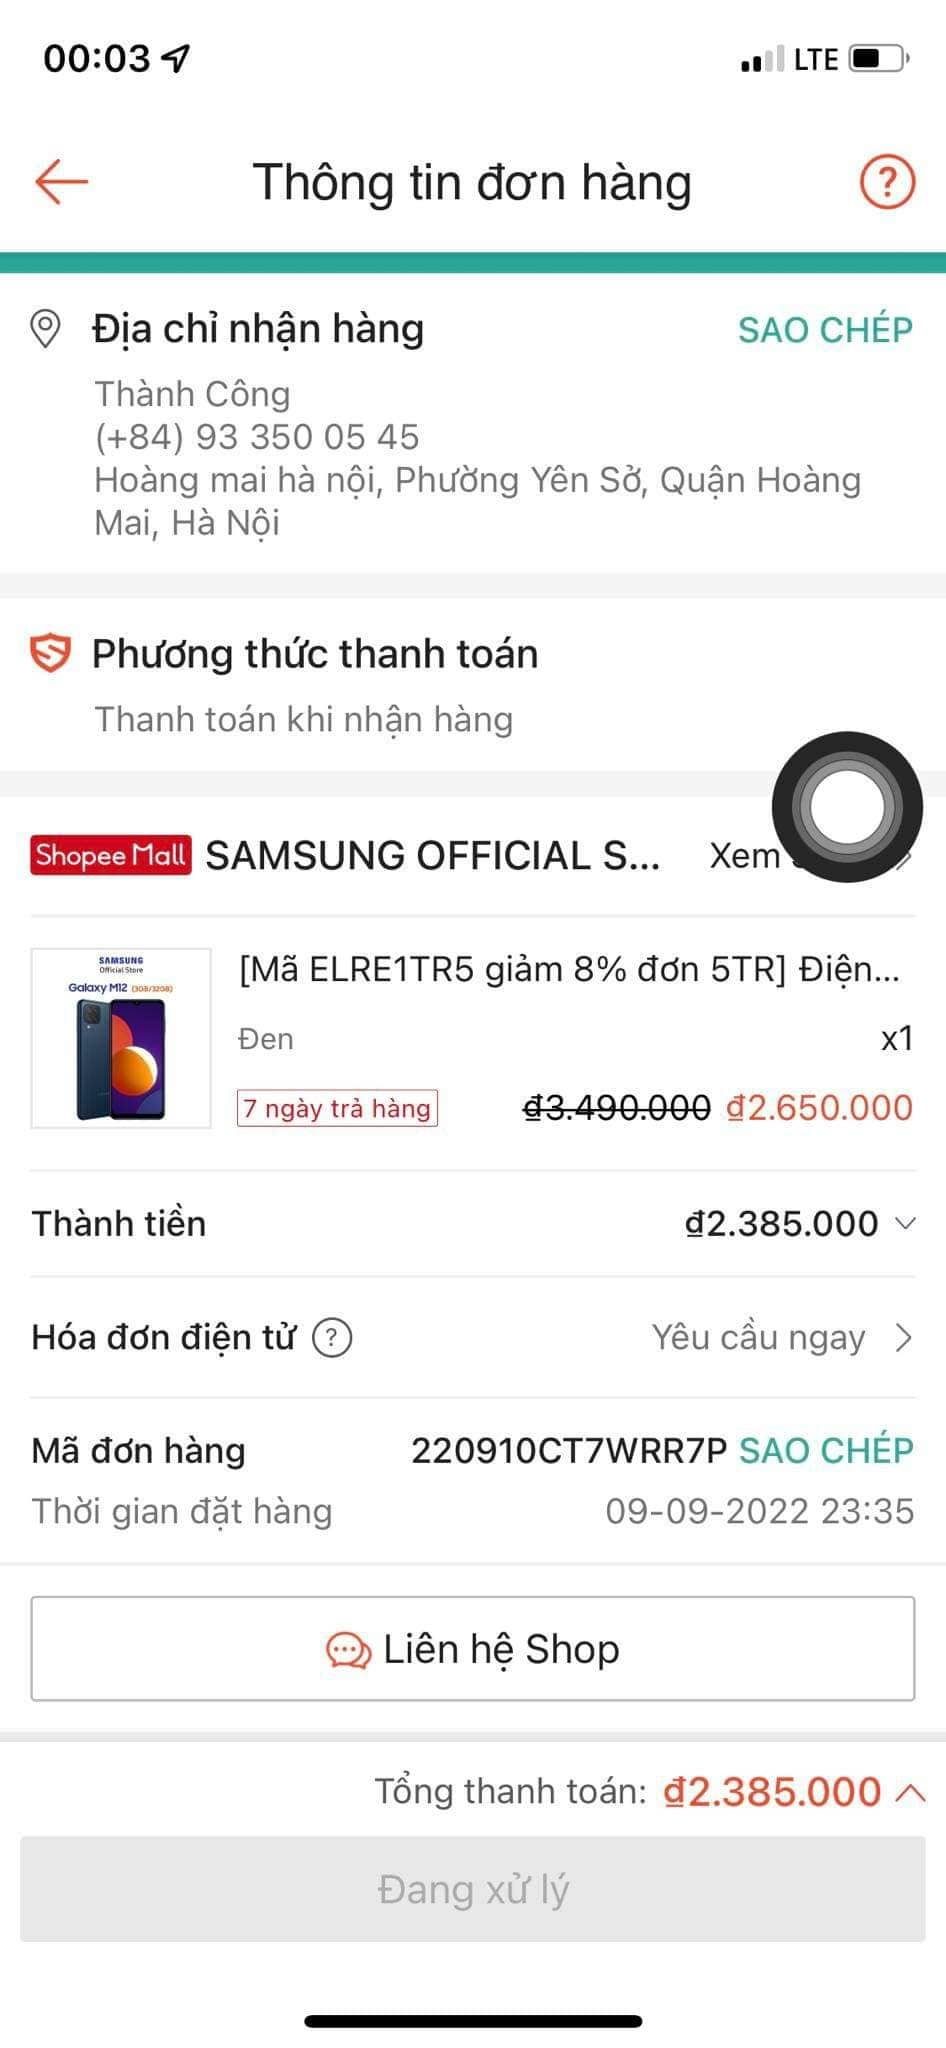 00:03 LTE
Thông tin đơn hàng ?
Địa chỉ nhận hàng SAO CHÉP
Thành Công
(+84) 93 350 05 45
Hoàng mai hà nội, Phường Yên Sở, Quận Hoàng
Mai, Hà Nội
Phương thức thanh toán
Thanh toán khi nhận hàng
Shopee Mall SAMSUNG OFFICIAL S... Xem
SAMSUNG
Official Store
Galaxy M12 (3GB/32GB)
[Mã ELRE1TR5 giảm 8% đơn 5TR] Điện...
Đen x1
7 ngày trả hàng ₫3.490.000 ₫2.650.000
Thành tiền ₫2.385.000
Hóa đơn điện tử ? Yêu cầu ngay
Mã đơn hàng 220910CT7WRR7P SAO CHÉP
Thời gian đặt hàng 09-09-2022 23:35
Liên hệ Shop
Tổng thanh toán: ₫2.385.000
Đang xử lý